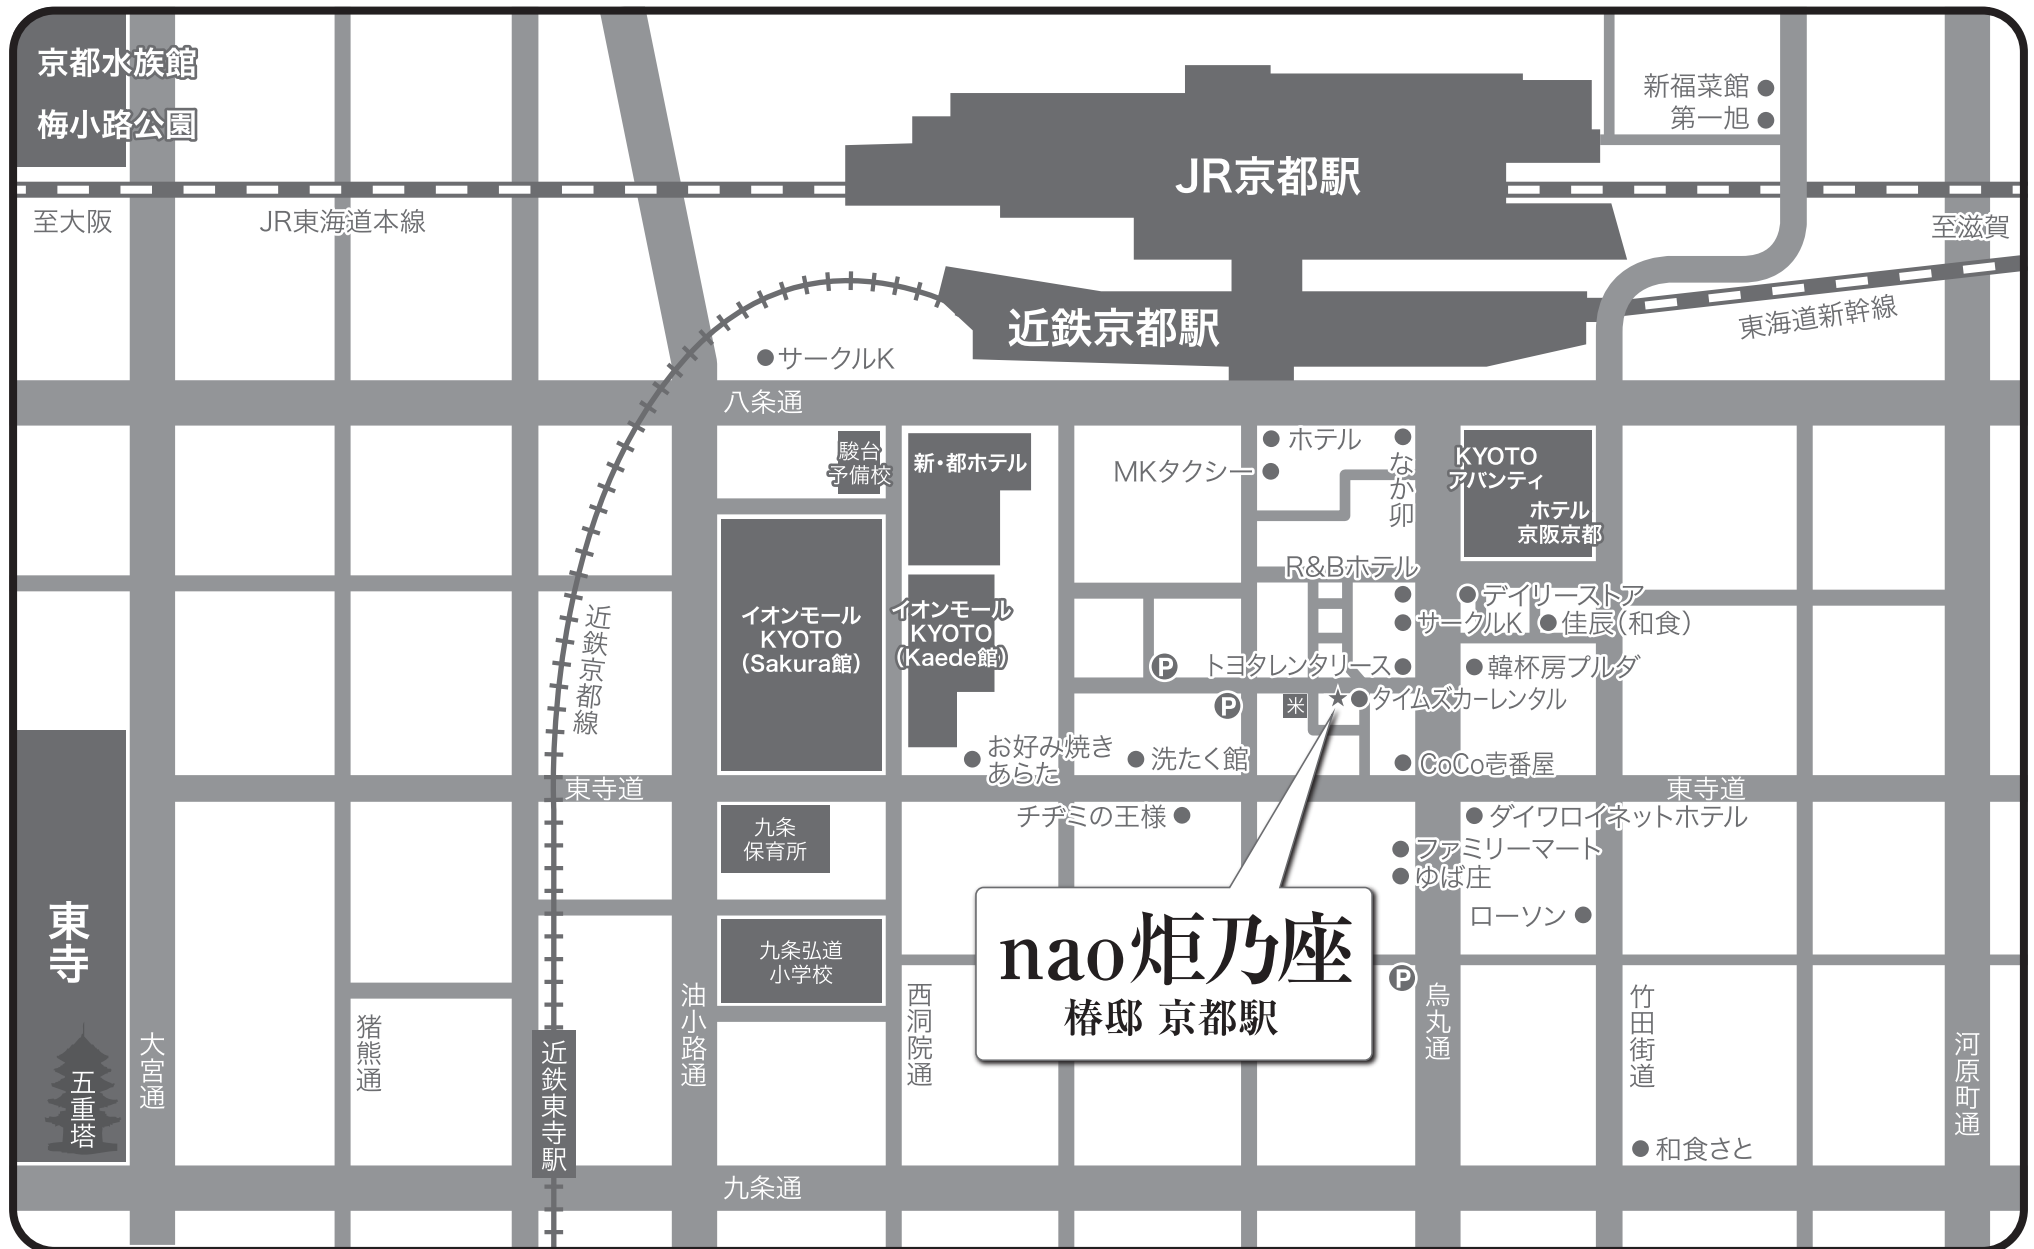 京都水族館
梅小路公園
新福菜館
第一旭
JR京都駅
至大阪
JR東海道本線
至滋賀
近鉄京都駅
東海道新幹線
サークルK
八条通
駿台
予備校
新・都ホテル
MKタクシー
ホテル
なか卯
KYOTO
アバンティ
ホテル
京阪京都
R&Bホテル
デイリーストア
サークルK
佳辰(和食)
イオンモール
KYOTO
(Sakura館)
イオンモール
KYOTO
(Kaede館)
近鉄京都線
P
トヨタレンタリース
韓杯房プルダ
P
米
★
タイムズカーレンタル
お好み焼き
あらた
洗たく館
CoCo壱番屋
東寺道
東寺道
チヂミの王様
ダイワロイネットホテル
九条
保育所
ファミリーマート
ゆば庄
ローソン
東寺
九条弘道
小学校
nao炬乃座
椿邸 京都駅
P
五重塔
大宮通
猪熊通
近鉄東寺駅
油小路通
西洞院通
烏丸通
竹田街道
河原町通
和食さと
九条通